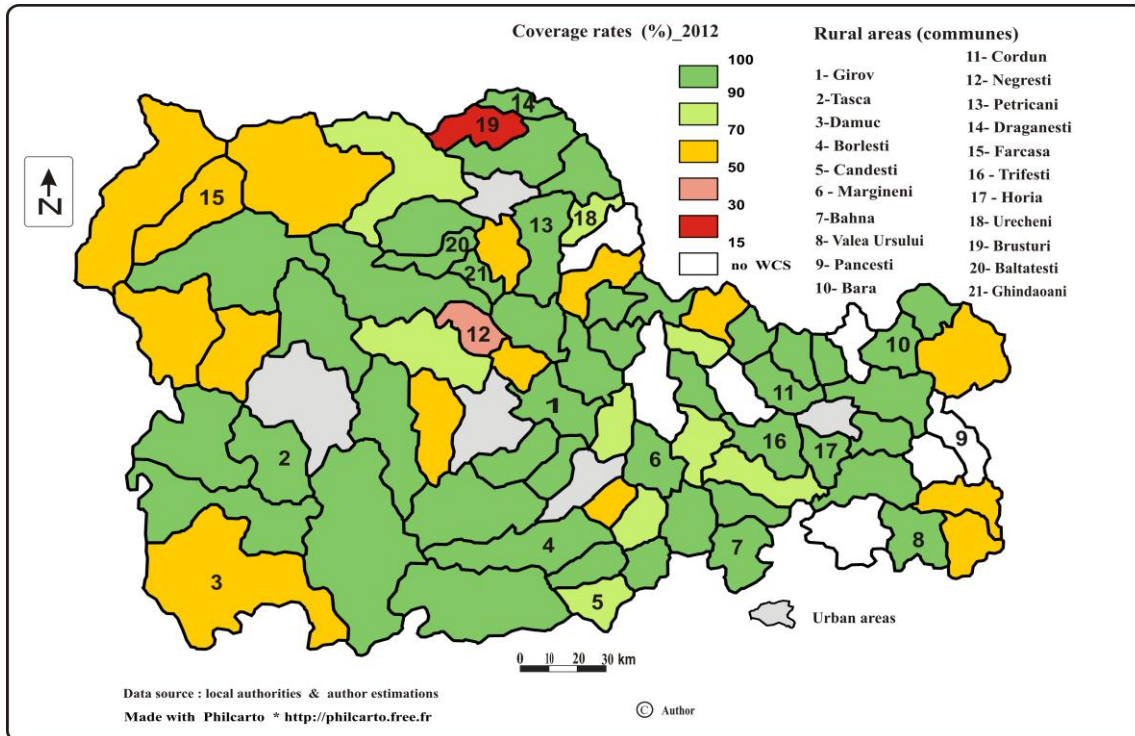 Coverage rates (%)_2012
100
90
70
50
30
15
no WCS
Rural areas (communes)
1- Girov
2-Tasca
3-Damuc
4- Borlesti
5- Candesti
6 - Margineni
7-Bahna
8- Valea Ursului
9- Pancesti
10- Bara
11- Cordun
12- Negresti
13- Petricani
14- Draganesti
15- Farcasa
16 - Trifesti
17 - Horia
18- Urecheni
19- Brusturi
20- Baltatesti
21- Ghindaoani
N
14
19
15
13
18
20
21
12
10
11
1
9
2
16
17
6
4
7
8
3
5
Urban areas
0 10 20 30 km
Data source : local authorities & author estimations
Made with Philcarto * http://philcarto.free.fr
© Author